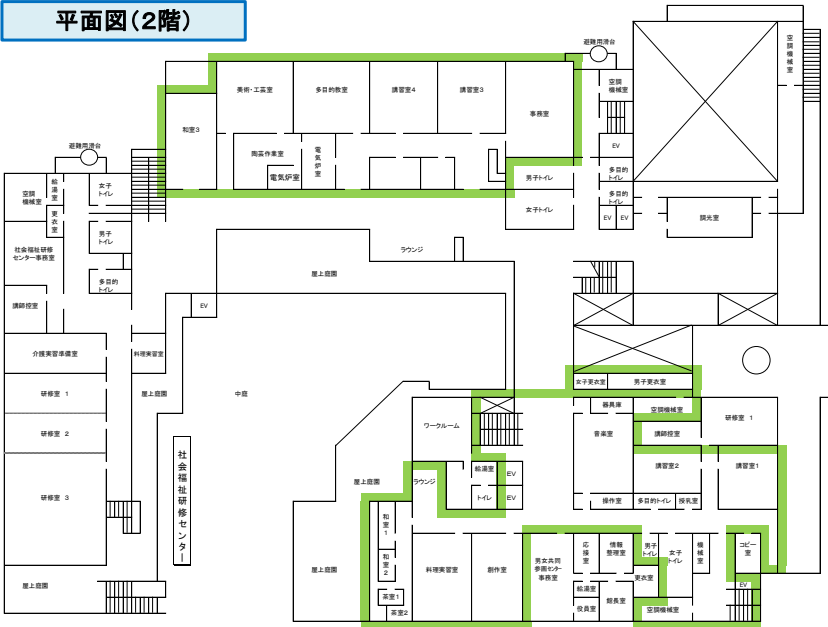 平面図(2階)
避難用滑台
空調
機械室
美術・工芸室
多目的教室
講習室4
講習室3
事務室
空調
機械室
和室3
陶芸作業室
電気炉室
電気炉室
EV
男子トイレ
多目的
トイレ
女子トイレ
多目的
トイレ
EV
EV
調光室
避難用滑台
空調
機械室
給湯室
女子
トイレ
更衣室
男子
トイレ
社会福祉研修
センター事務室
多目的
トイレ
講師控室
ラウンジ
屋上庭園
EV
介護実習準備室
料理実習室
研修室 1
屋上庭園
中庭
研修室 2
研修室 3
社会福祉研修センター
屋上庭園
女子更衣室
男子更衣室
器具庫
空調機械室
研修室 1
ワークルーム
音楽室
講師控室
給湯室
EV
講習室2
講習室1
ラウンジ
屋上庭園
トイレ
EV
操作室
多目的トイレ
授乳室
和室1
和室2
屋上庭園
料理実習室
創作室
男女共同
参画センター
事務室
応接室
情報
整理室
男子
トイレ
女子
トイレ
機械室
コピー
室
更衣室
EV
茶室1
茶室2
給湯室
役員室
館長室
空調機械室